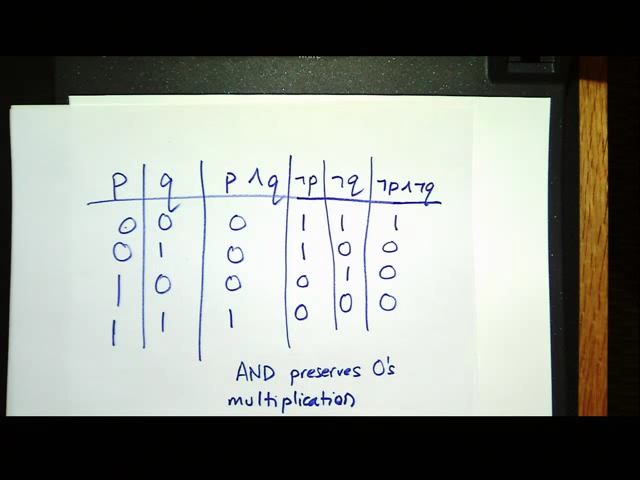 p q p ∧q ¬p ¬q ¬p∧¬q
0 0 0 1 1 1
0 1 0 1 0 0
1 0 0 0 1 0
1 1 1 0 0 0
AND preserves 0's
multiplication